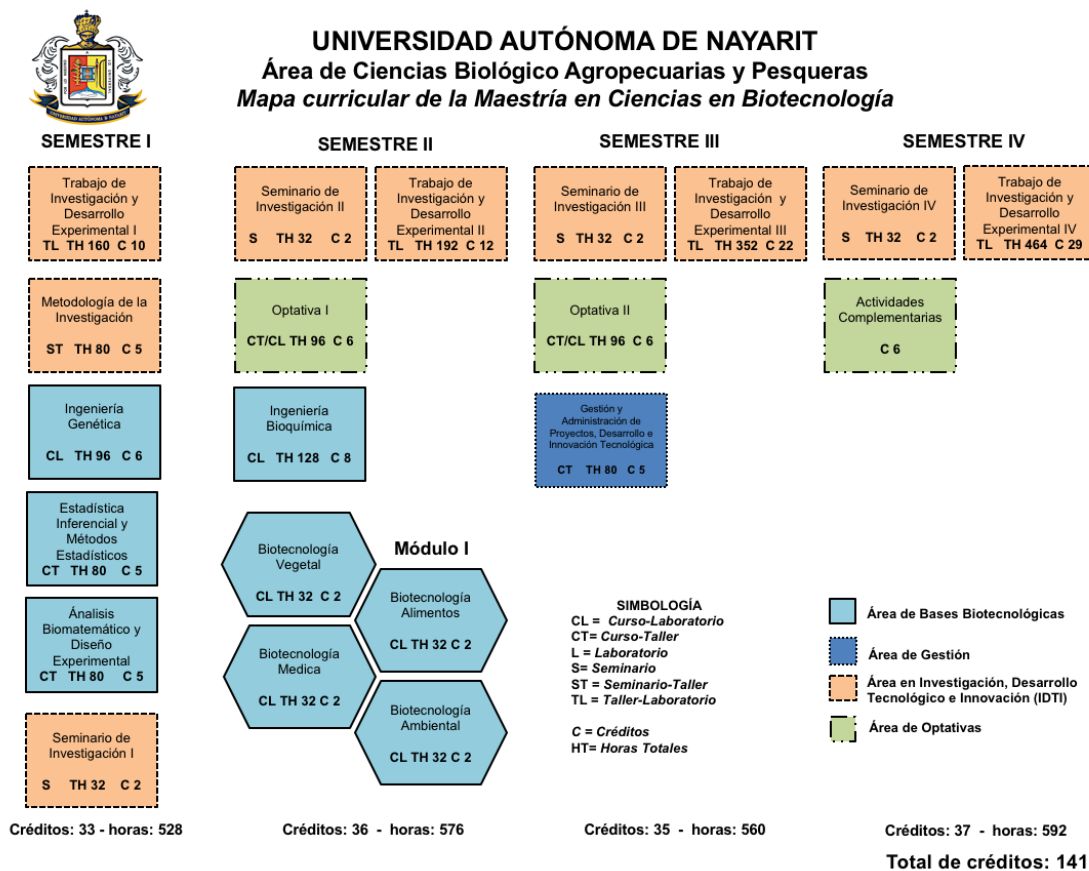 UNIVERSIDAD AUTÓNOMA DE NAYARIT
Área de Ciencias Biológico Agropecuarias y Pesqueras
Mapa curricular de la Maestría en Ciencias en Biotecnología
SEMESTRE I
Trabajo de
Investigación y
Desarrollo
Experimental I
TL TH 160 C 10
Metodología de la
Investigación
ST TH 80 C 5
Ingeniería
Genética
CL TH 96 C 6
Estadística
Inferencial y
Métodos
Estadísticos
CT TH 80 C 5
Ánalisis
Biomatemático y
Diseño
Experimental
CT TH 80 C 5
Seminario de
Investigación I
S TH 32 C 2
Créditos: 33 - horas: 528
SEMESTRE II
Seminario de
Investigación II
S TH 32 C 2
Trabajo de
Investigación y
Desarrollo
Experimental II
TL TH 192 C 12
Optativa I
CT/CL TH 96 C 6
Ingeniería
Bioquímica
CL TH 128 C 8
Módulo I
Biotecnología
Vegetal
CL TH 32 C 2
Biotecnología
Alimentos
CL TH 32 C 2
Biotecnología
Medica
CL TH 32 C 2
Biotecnología
Ambiental
CL TH 32 C 2
Créditos: 36 - horas: 576
SEMESTRE III
Seminario de
Investigación III
S TH 32 C 2
Trabajo de
Investigación y
Desarrollo
Experimental III
TL TH 352 C 22
Optativa II
CT/CL TH 96 C 6
Gestión y
Administración de
Proyectos, Desarrollo e
Innovación Tecnológica
CT TH 80 C 5
SIMBOLOGÍA
CL = Curso-Laboratorio
CT= Curso-Taller
L = Laboratorio
S= Seminario
ST = Seminario-Taller
TL = Taller-Laboratorio
C = Créditos
HT= Horas Totales
Créditos: 35 - horas: 560
SEMESTRE IV
Seminario de
Investigación IV
S TH 32 C 2
Trabajo de
Investigación y
Desarrollo
Experimental IV
TL TH 464 C 29
Actividades
Complementarias
C 6
Área de Bases Biotecnológicas
Área de Gestión
Área en Investigación, Desarrollo
Tecnológico e Innovación (IDTI)
Área de Optativas
Créditos: 37 - horas: 592
Total de créditos: 141